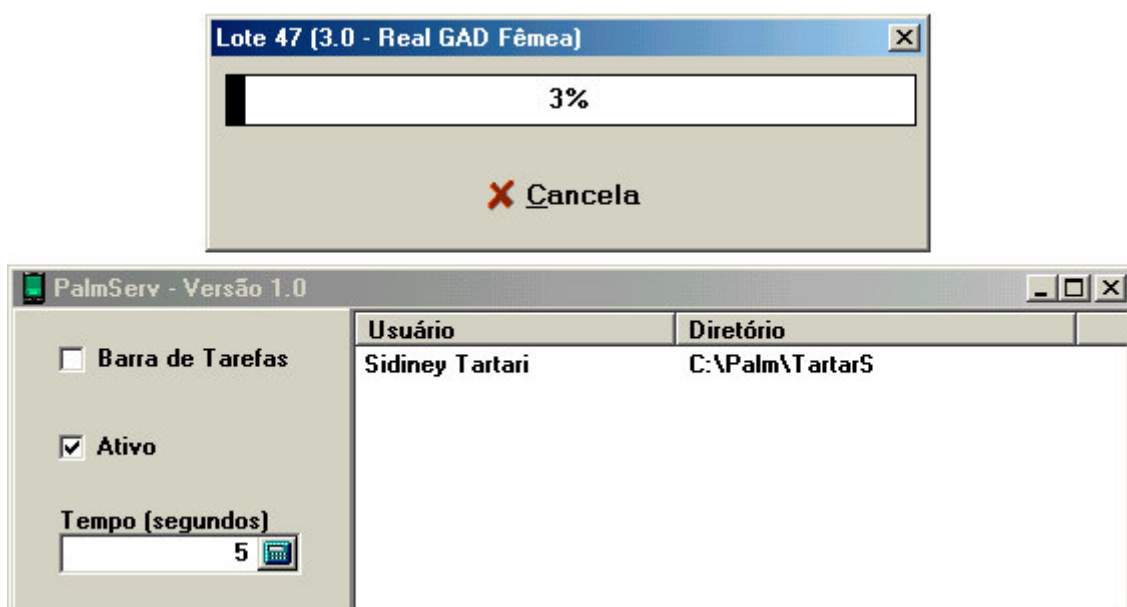 Lote 47 (3.0 - Real GAD Fêmea)
3%
Cancela
PalmServ - Versão 1.0
Barra de Tarefas
Ativo
Tempo (segundos)
5
Usuário Diretório
Sidiney Tartari C:\Palm\TartarS